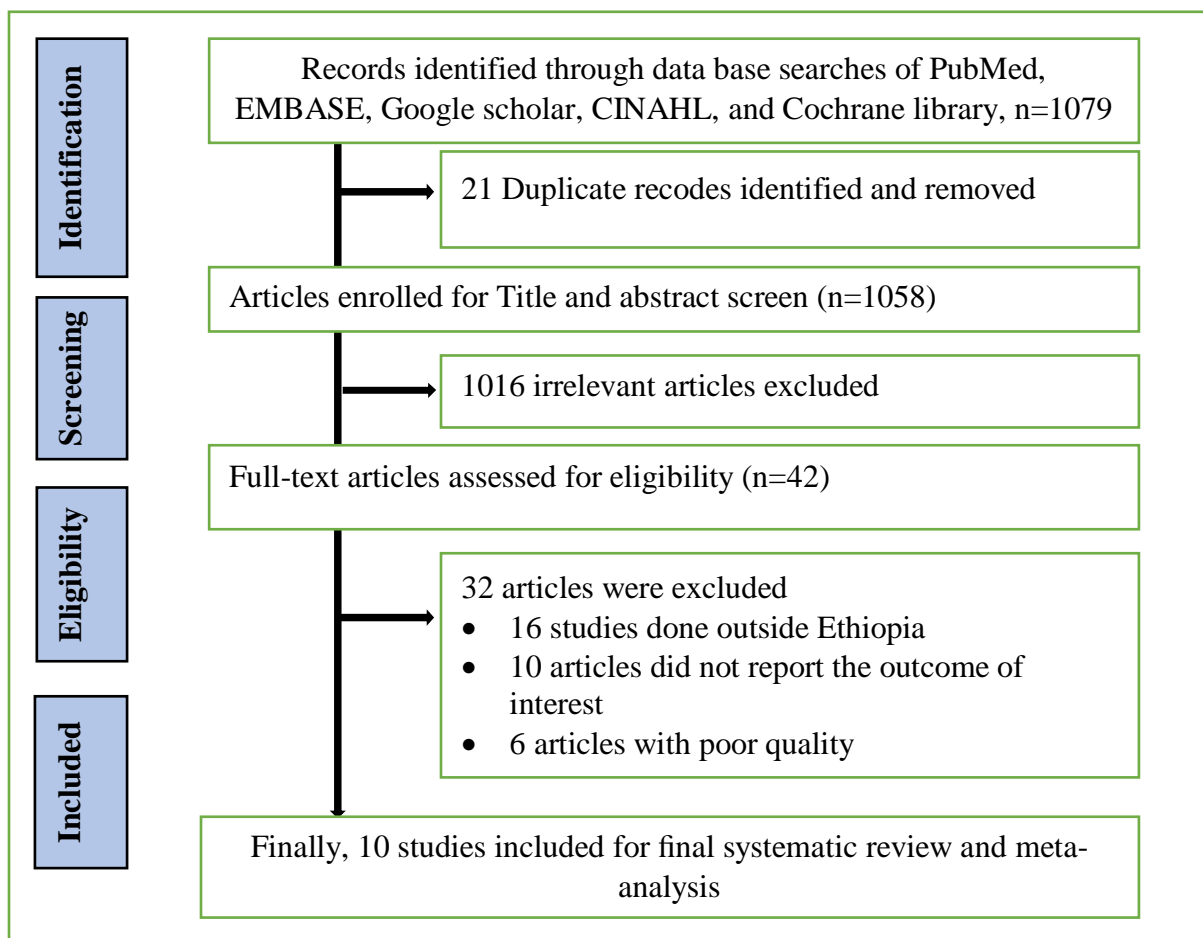 Identification
Records identified through data base searches of PubMed,
EMBASE, Google scholar, CINAHL, and Cochrane library, n=1079
21 Duplicate recodes identified and removed
Screening
Articles enrolled for Title and abstract screen (n=1058)
1016 irrelevant articles excluded
Eligibility
Full-text articles assessed for eligibility (n=42)
32 articles were excluded
• 16 studies done outside Ethiopia
• 10 articles did not report the outcome of
interest
• 6 articles with poor quality
Included
Finally, 10 studies included for final systematic review and meta-
analysis